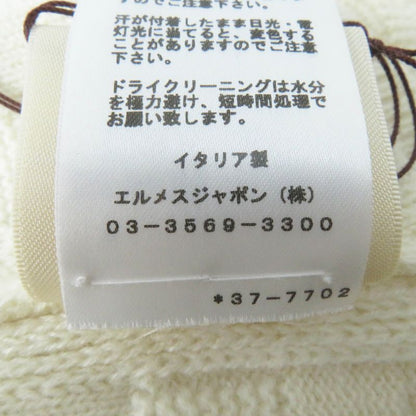 すのでご注意下さい。
汗が付着したまま日光・電
灯光に当てると、変色する
ことがありますのでご注意
下さい。
ドライクリーニングは水分
を極力避け、短時間処理で
お願い致します。
イタリア製
エルメスジャポン（株）
03-3569-3300
*37-7702